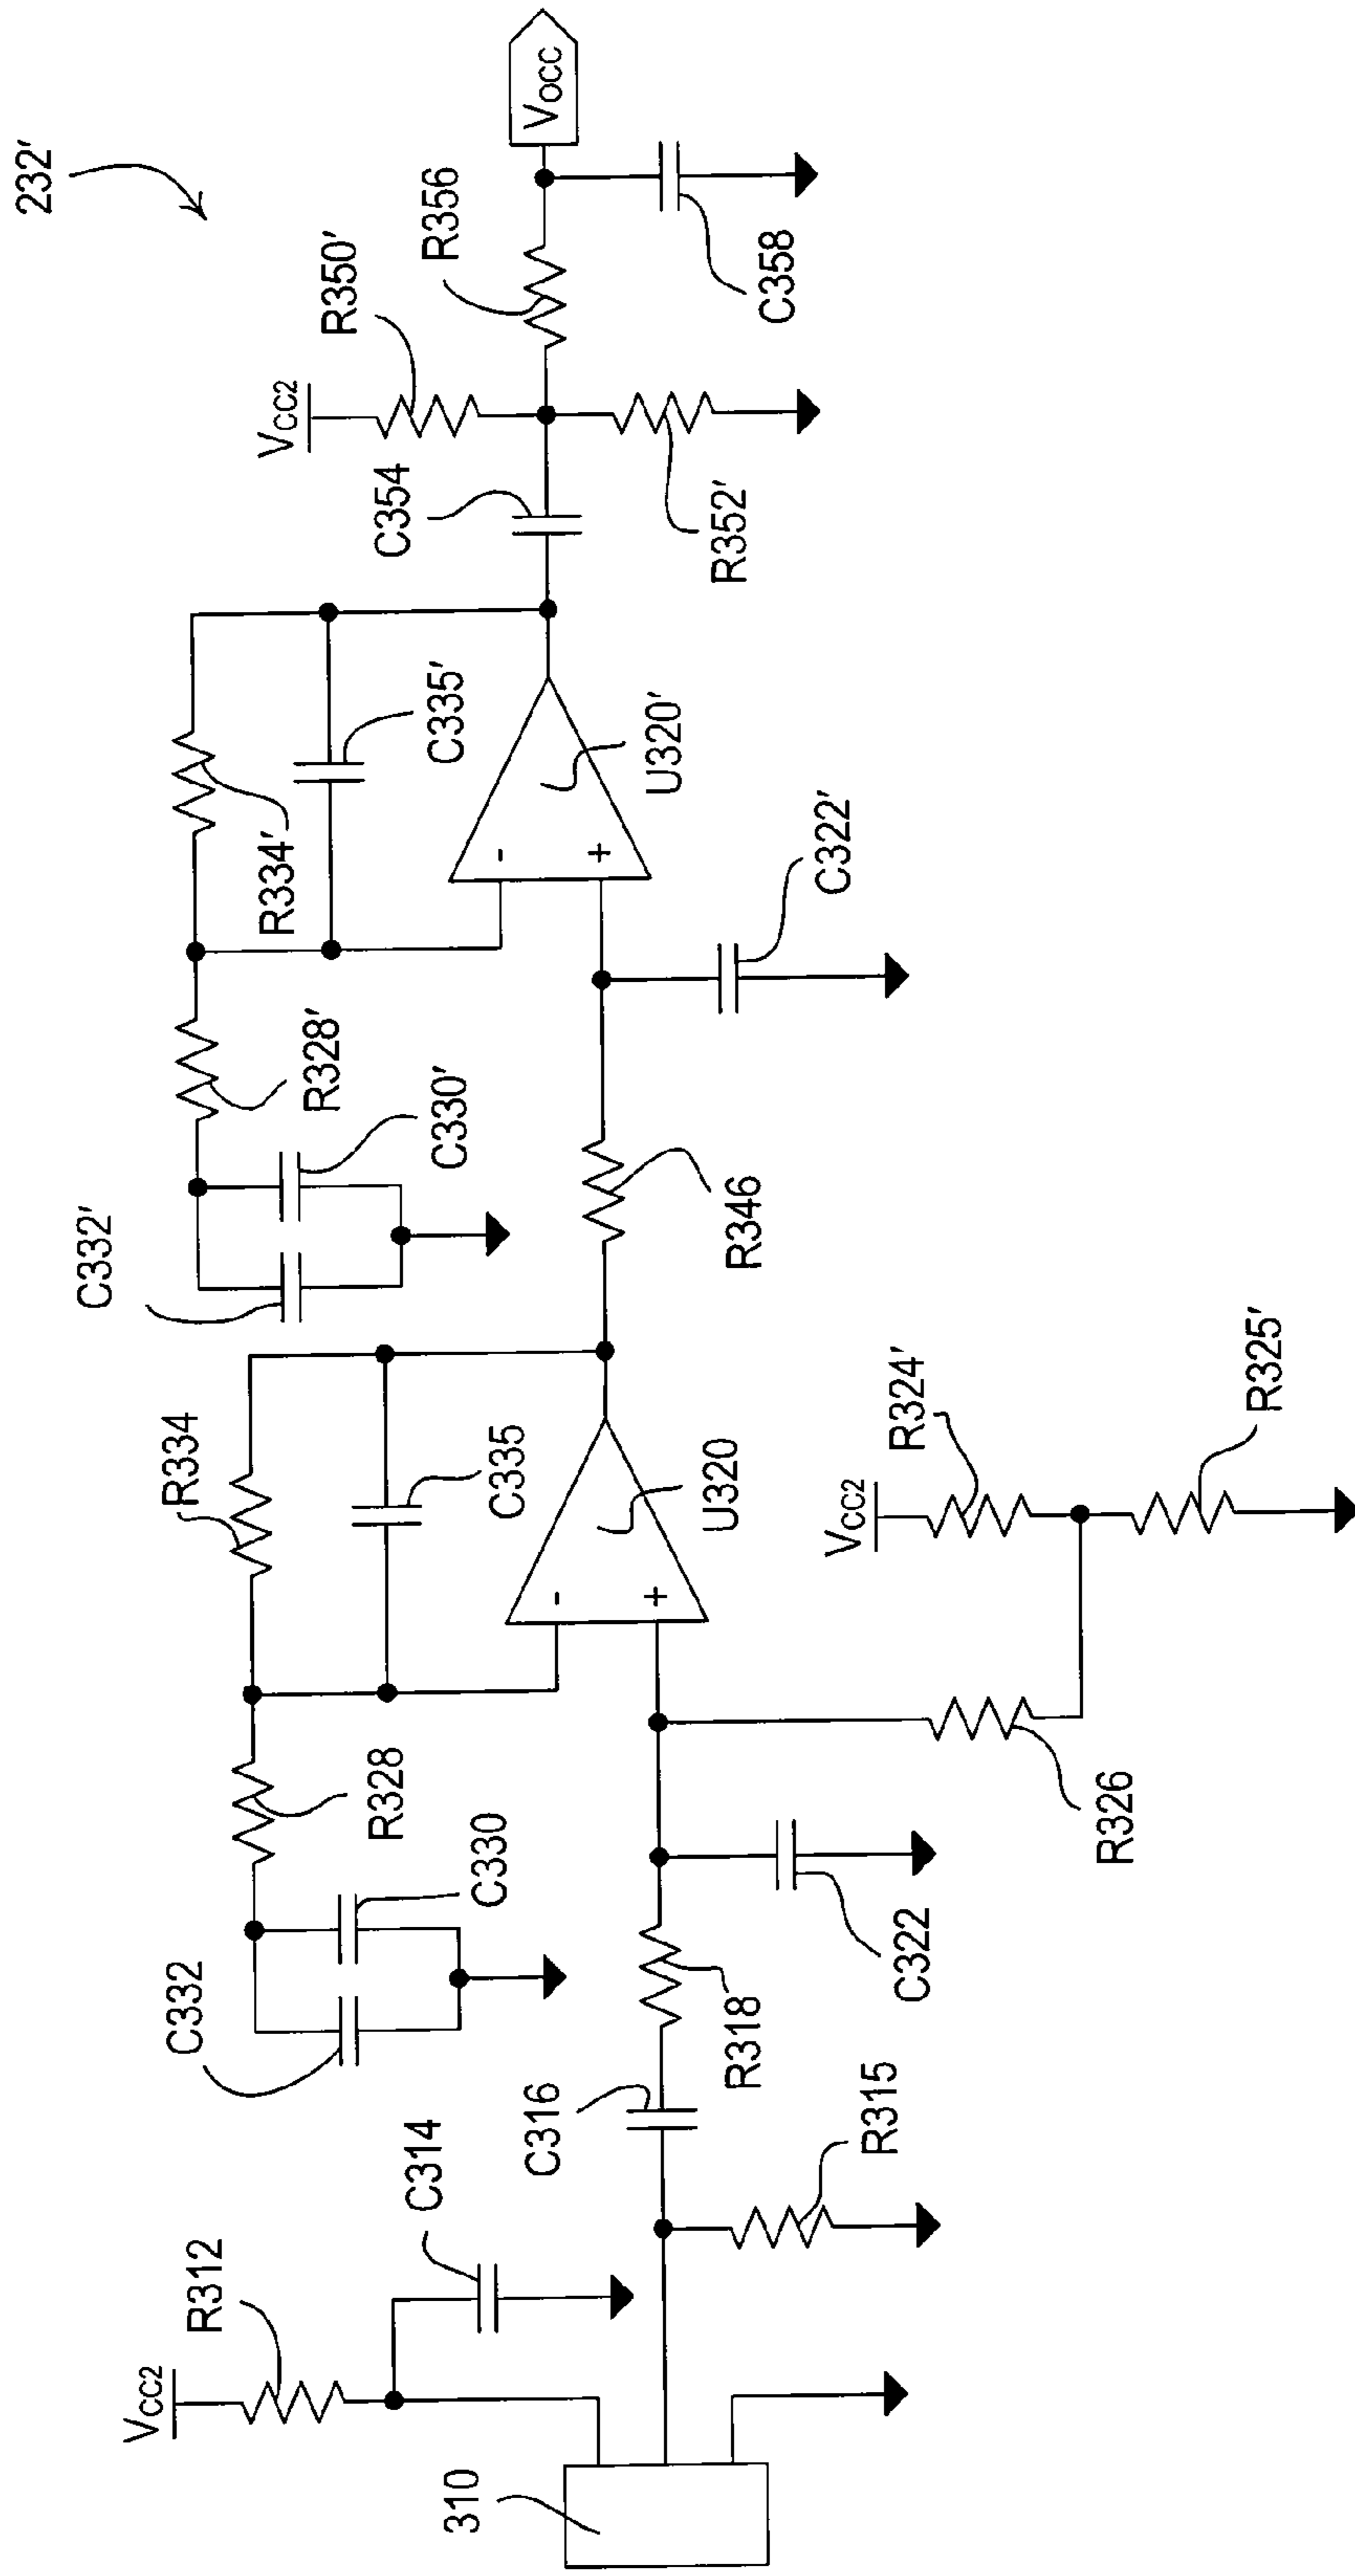 232'
VCC2
R312
C314
310
R315
C316
R318
C322
C332
C330
R328
R334
C335
-
+
U320
R326
VCC2
R324'
R325'
R346
C332'
C330'
R328'
R334'
C335'
-
+
U320'
C322'
C354
VCC2
R350'
R352'
R356
C358
VOCC